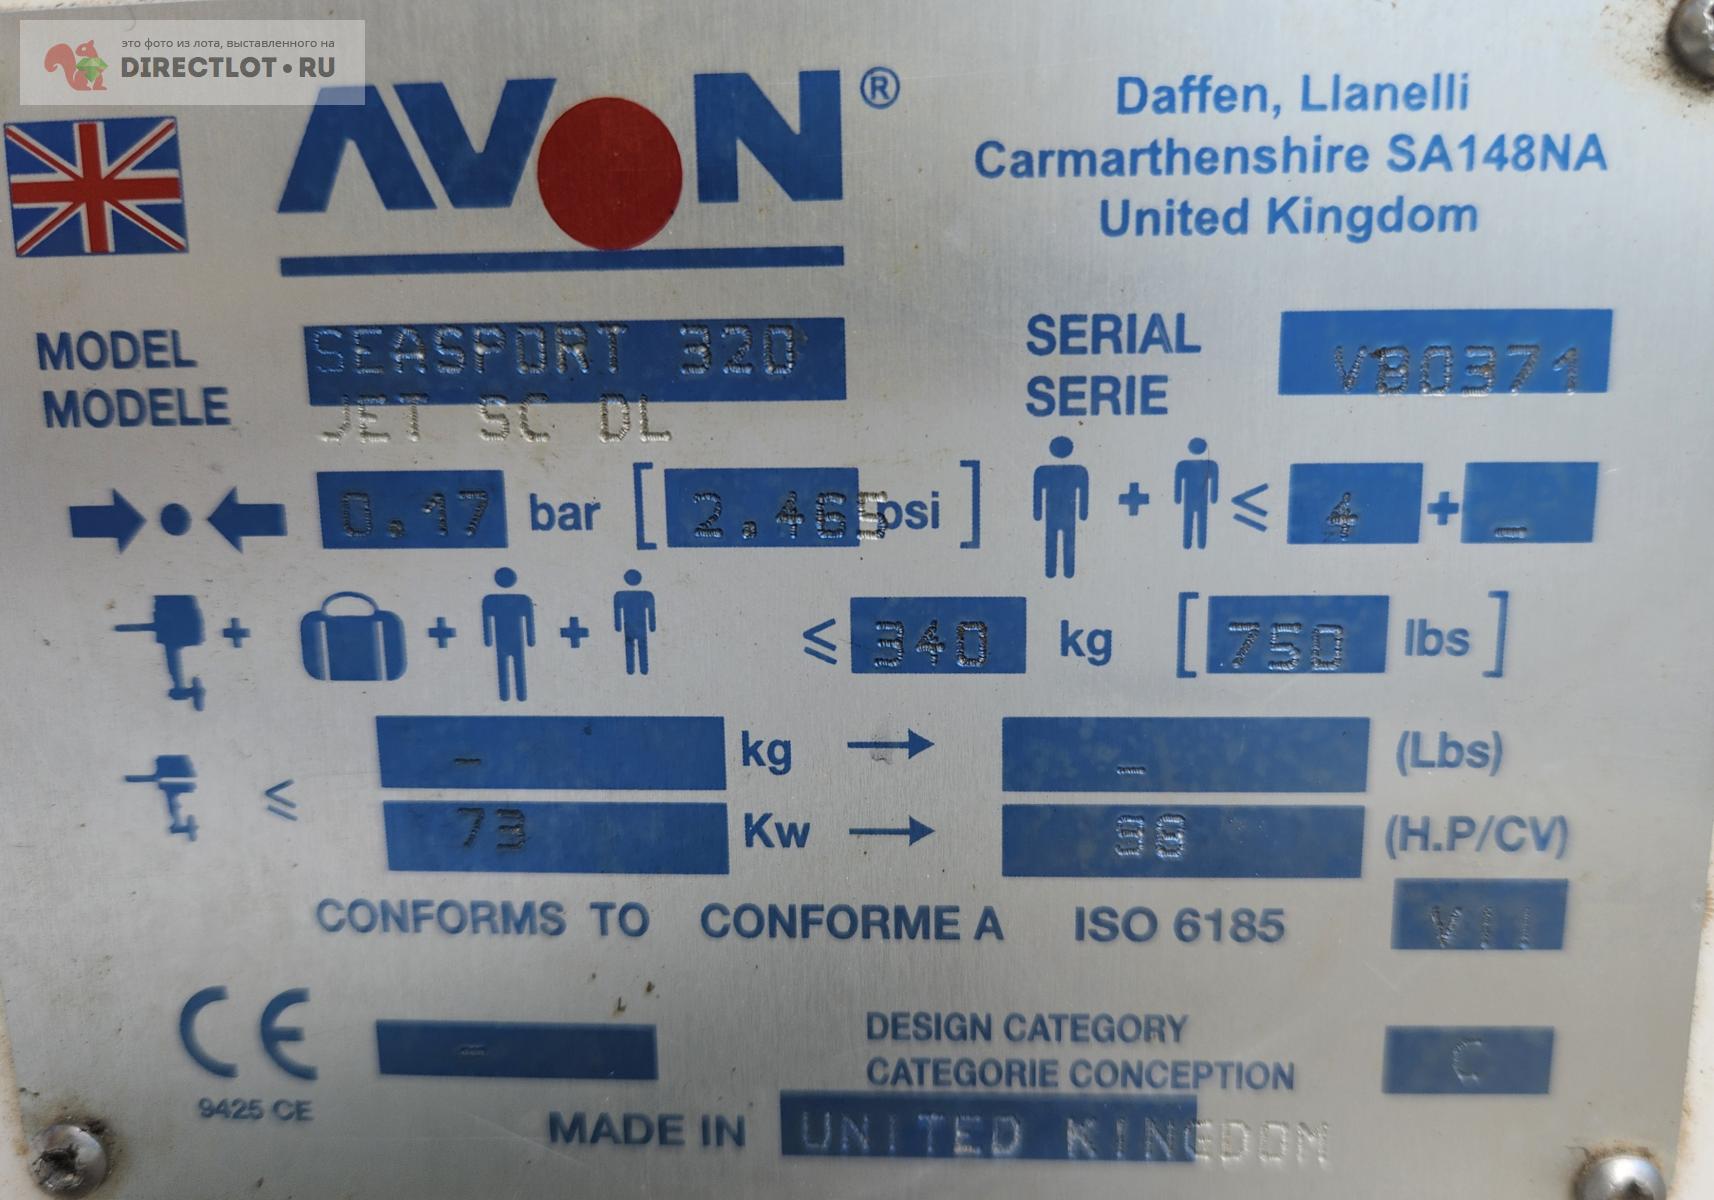 это фото из лота, выставленного на
DIRECTLOT•RU
AVON®
Daffen, Llanelli
Carmarthenshire SA148NA
United Kingdom
MODEL SEASPORT 320
MODELE JET SC DL
SERIAL
SERIE VB0371
0.17 bar [2.465 psi]
≤ 4 + -
+ + + ≤ 340 kg [750 lbs]
≤ - kg → - (Lbs)
73 Kw → 98 (H.P/CV)
CONFORMS TO CONFORME A ISO 6185 VIII
CE -
9425 CE
DESIGN CATEGORY
CATEGORIE CONCEPTION C
MADE IN UNITED KINGDOM